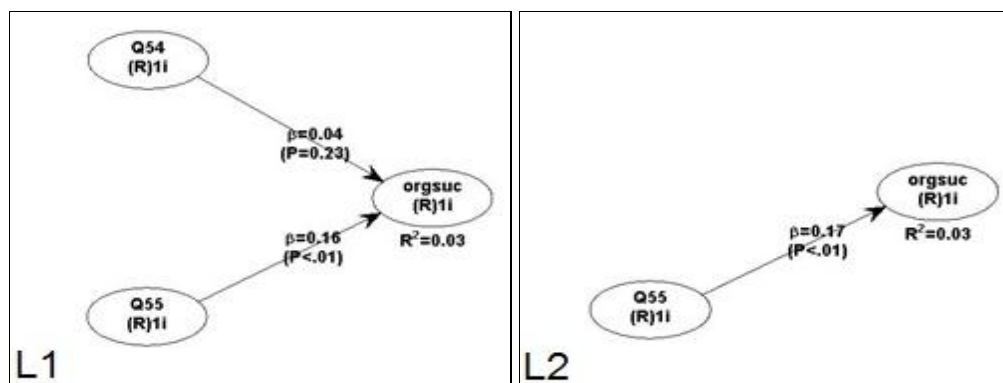 Q54
(R)1i
β=0.04
(P=0.23)
orgsuc
(R)1i
R²=0.03
β=0.16
(P<.01)
Q55
(R)1i
L1
orgsuc
(R)1i
R²=0.03
β=0.17
(P<.01)
Q55
(R)1i
L2